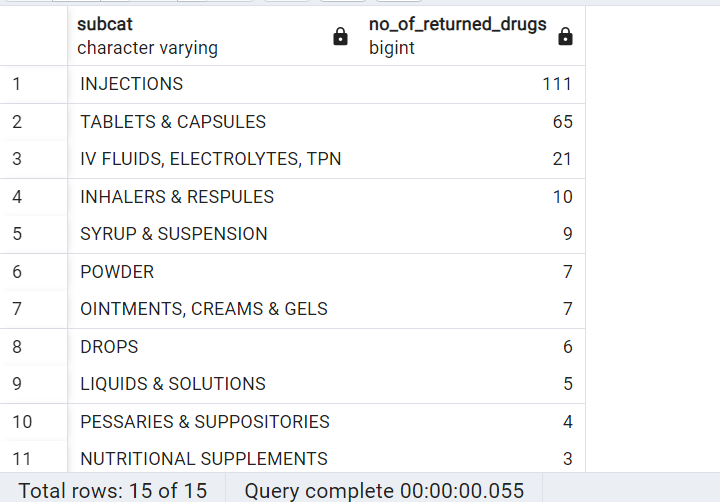 subcat no_of_returned_drugs
character varying bigint
1 INJECTIONS 111
2 TABLETS & CAPSULES 65
3 IV FLUIDS, ELECTROLYTES, TPN 21
4 INHALERS & RESPULES 10
5 SYRUP & SUSPENSION 9
6 POWDER 7
7 OINTMENTS, CREAMS & GELS 7
8 DROPS 6
9 LIQUIDS & SOLUTIONS 5
10 PESSARIES & SUPPOSITORIES 4
11 NUTRITIONAL SUPPLEMENTS 3
Total rows: 15 of 15 Query complete 00:00:00.055